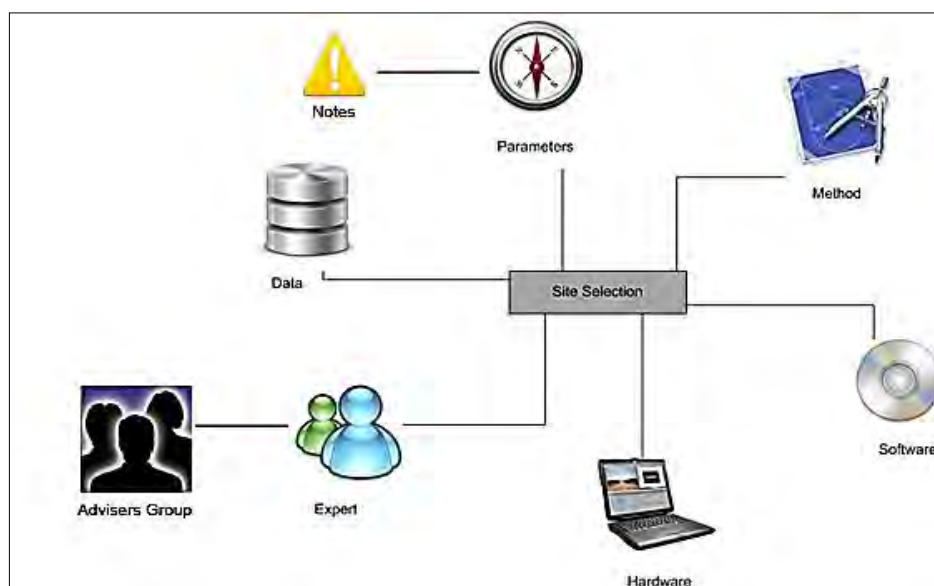 Notes
Parameters
Method
Data
Site Selection
Software
Advisers Group
Expert
Hardware